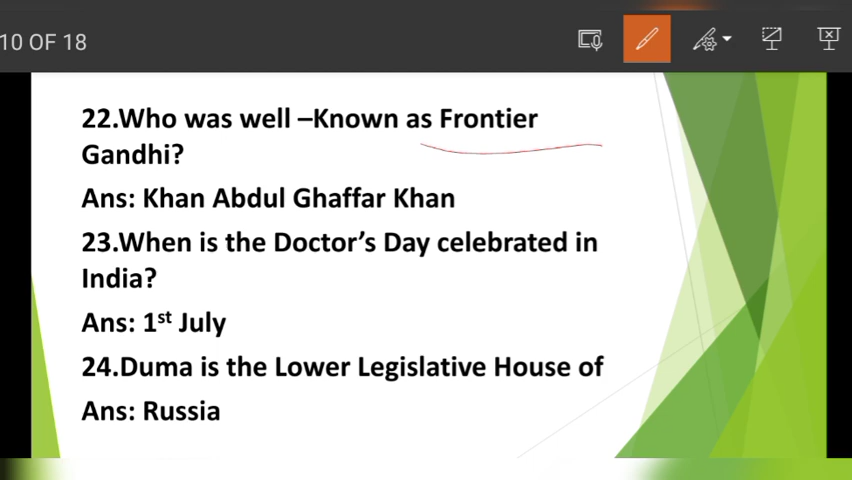 10 OF 18
22.Who was well –Known as Frontier
Gandhi?
Ans: Khan Abdul Ghaffar Khan
23.When is the Doctor’s Day celebrated in
India?
Ans: 1st July
24.Duma is the Lower Legislative House of
Ans: Russia